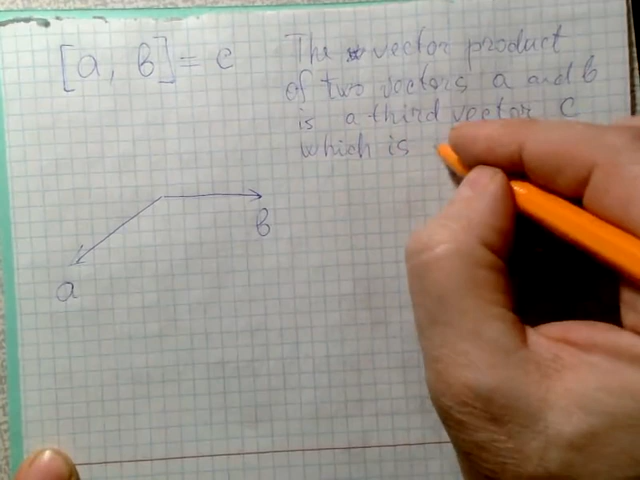 [a, b] = c
The vector product
of two vectors a and b
is a third vector c
which is
b
a